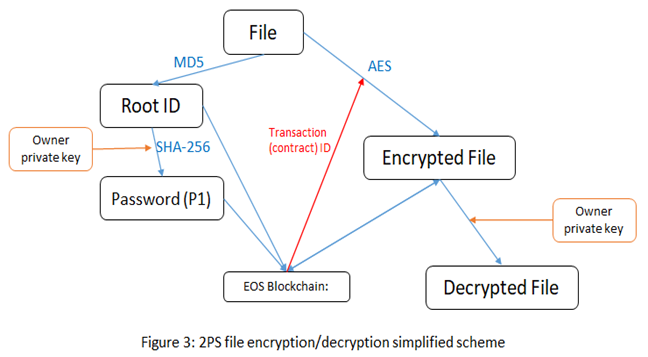 File
MD5
AES
Root ID
Owner
private key
SHA-256
Transaction
(contract) ID
Encrypted File
Password (P1)
Owner
private key
EOS Blockchain:
Decrypted File
Figure 3: 2PS file encryption/decryption simplified scheme